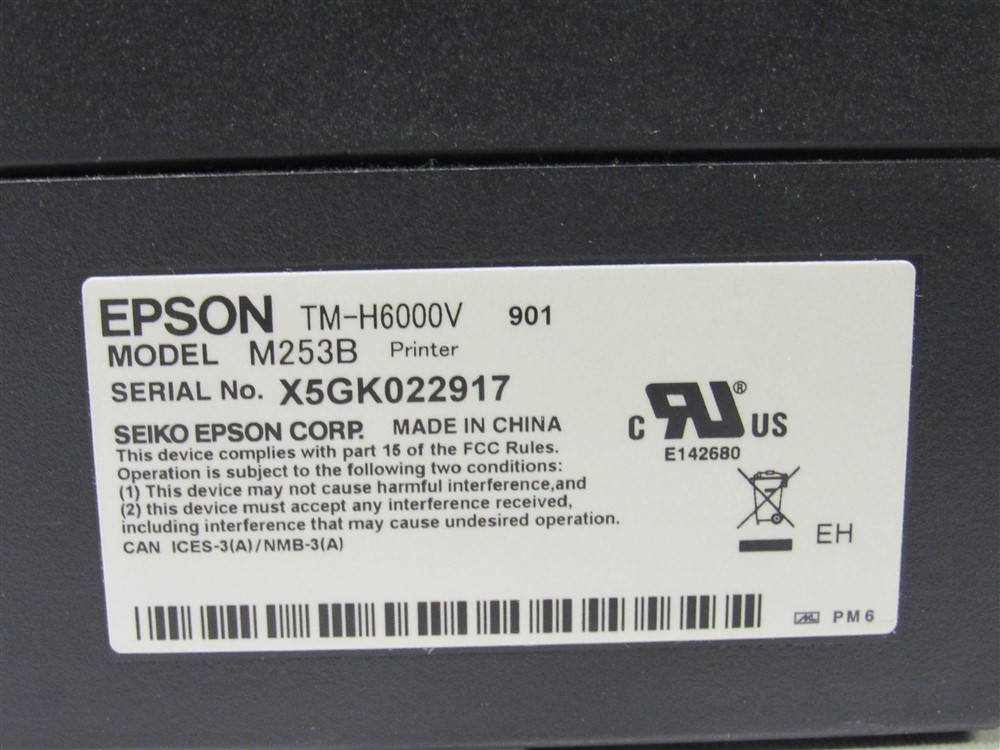 EPSON TM-H6000V 901
MODEL M253B Printer
SERIAL No. X5GK022917
SEIKO EPSON CORP. MADE IN CHINA
This device complies with part 15 of the FCC Rules.
Operation is subject to the following two conditions:
(1) This device may not cause harmful interference,and
(2) this device must accept any interference received,
including interference that may cause undesired operation.
CAN ICES-3(A)/NMB-3(A)
C RU® US
E142680
EH
PM6